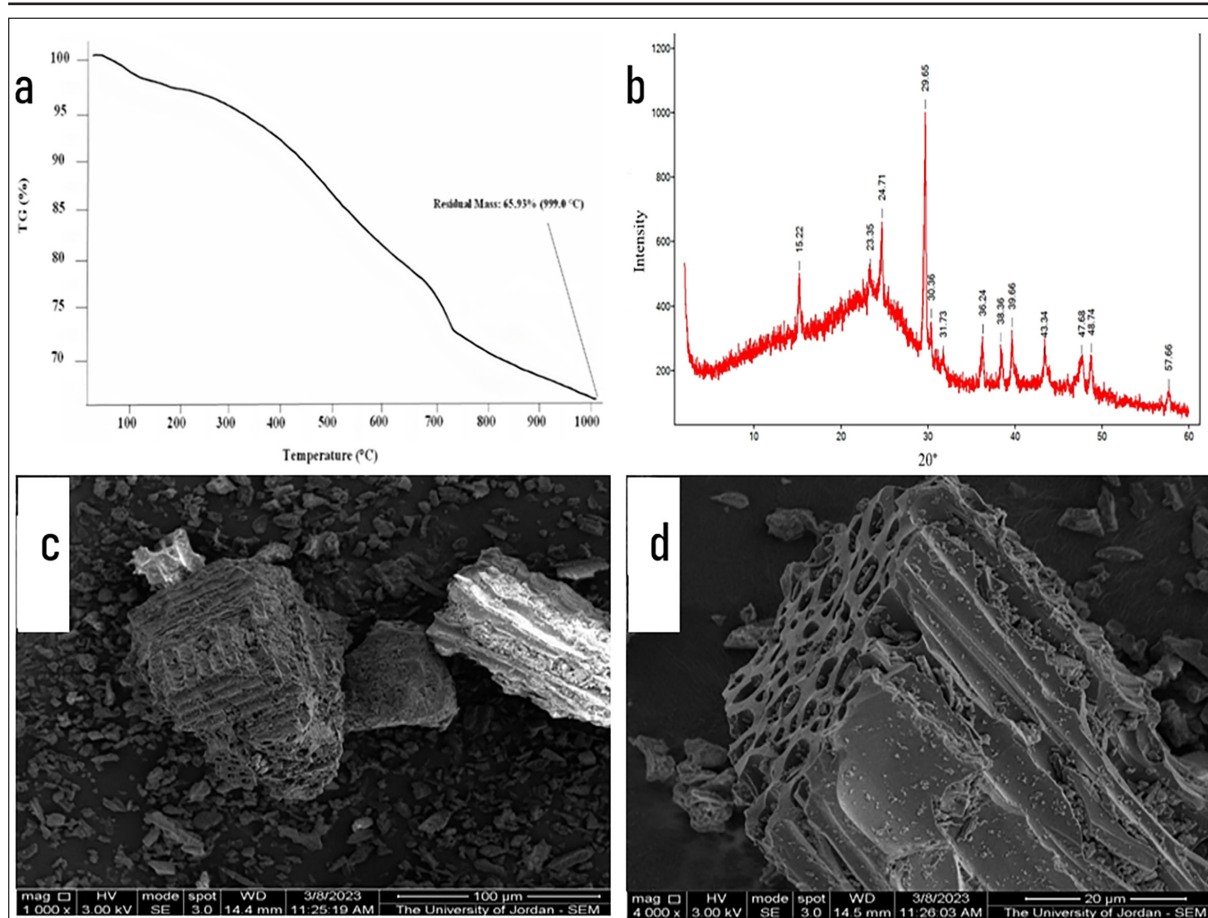 a
100
95
90
85
80
75
70
TG (%)
Residual Mass: 65.93% (999.0 °C)
100 200 300 400 500 600 700 800 900 1000
Temperature (°C)
b
1200
1000
800
600
400
200
Intensity
15.22
23.35
24.71
29.65
30.36
31.73
36.24
38.36
39.66
43.34
47.68
48.74
57.66
10 20 30 40 50 60
20°
c
mag HV mode spot WD 3/8/2023 100 µm
1 000 x 3.00 kV SE 3.0 14.4 mm 11:25:19 AM The University of Jordan - SEM
d
mag HV mode spot WD 3/8/2023 20 µm
4 000 x 3.00 kV SE 3.0 14.5 mm 11:26:03 AM The University of Jordan - SEM